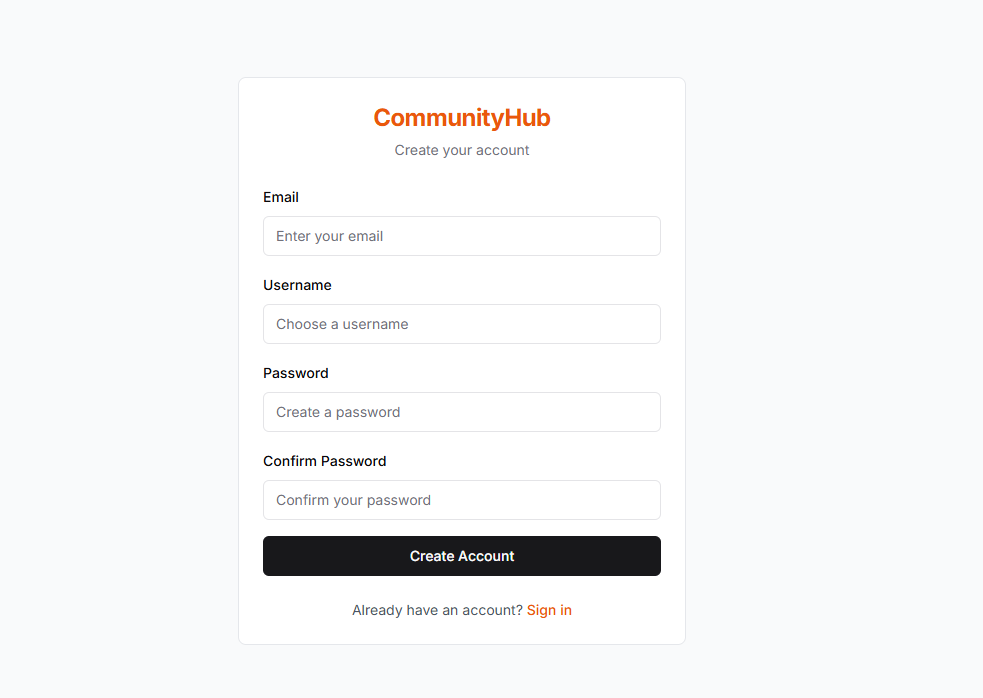 CommunityHub
Create your account
Email
Enter your email
Username
Choose a username
Password
Create a password
Confirm Password
Confirm your password
Create Account
Already have an account? Sign in